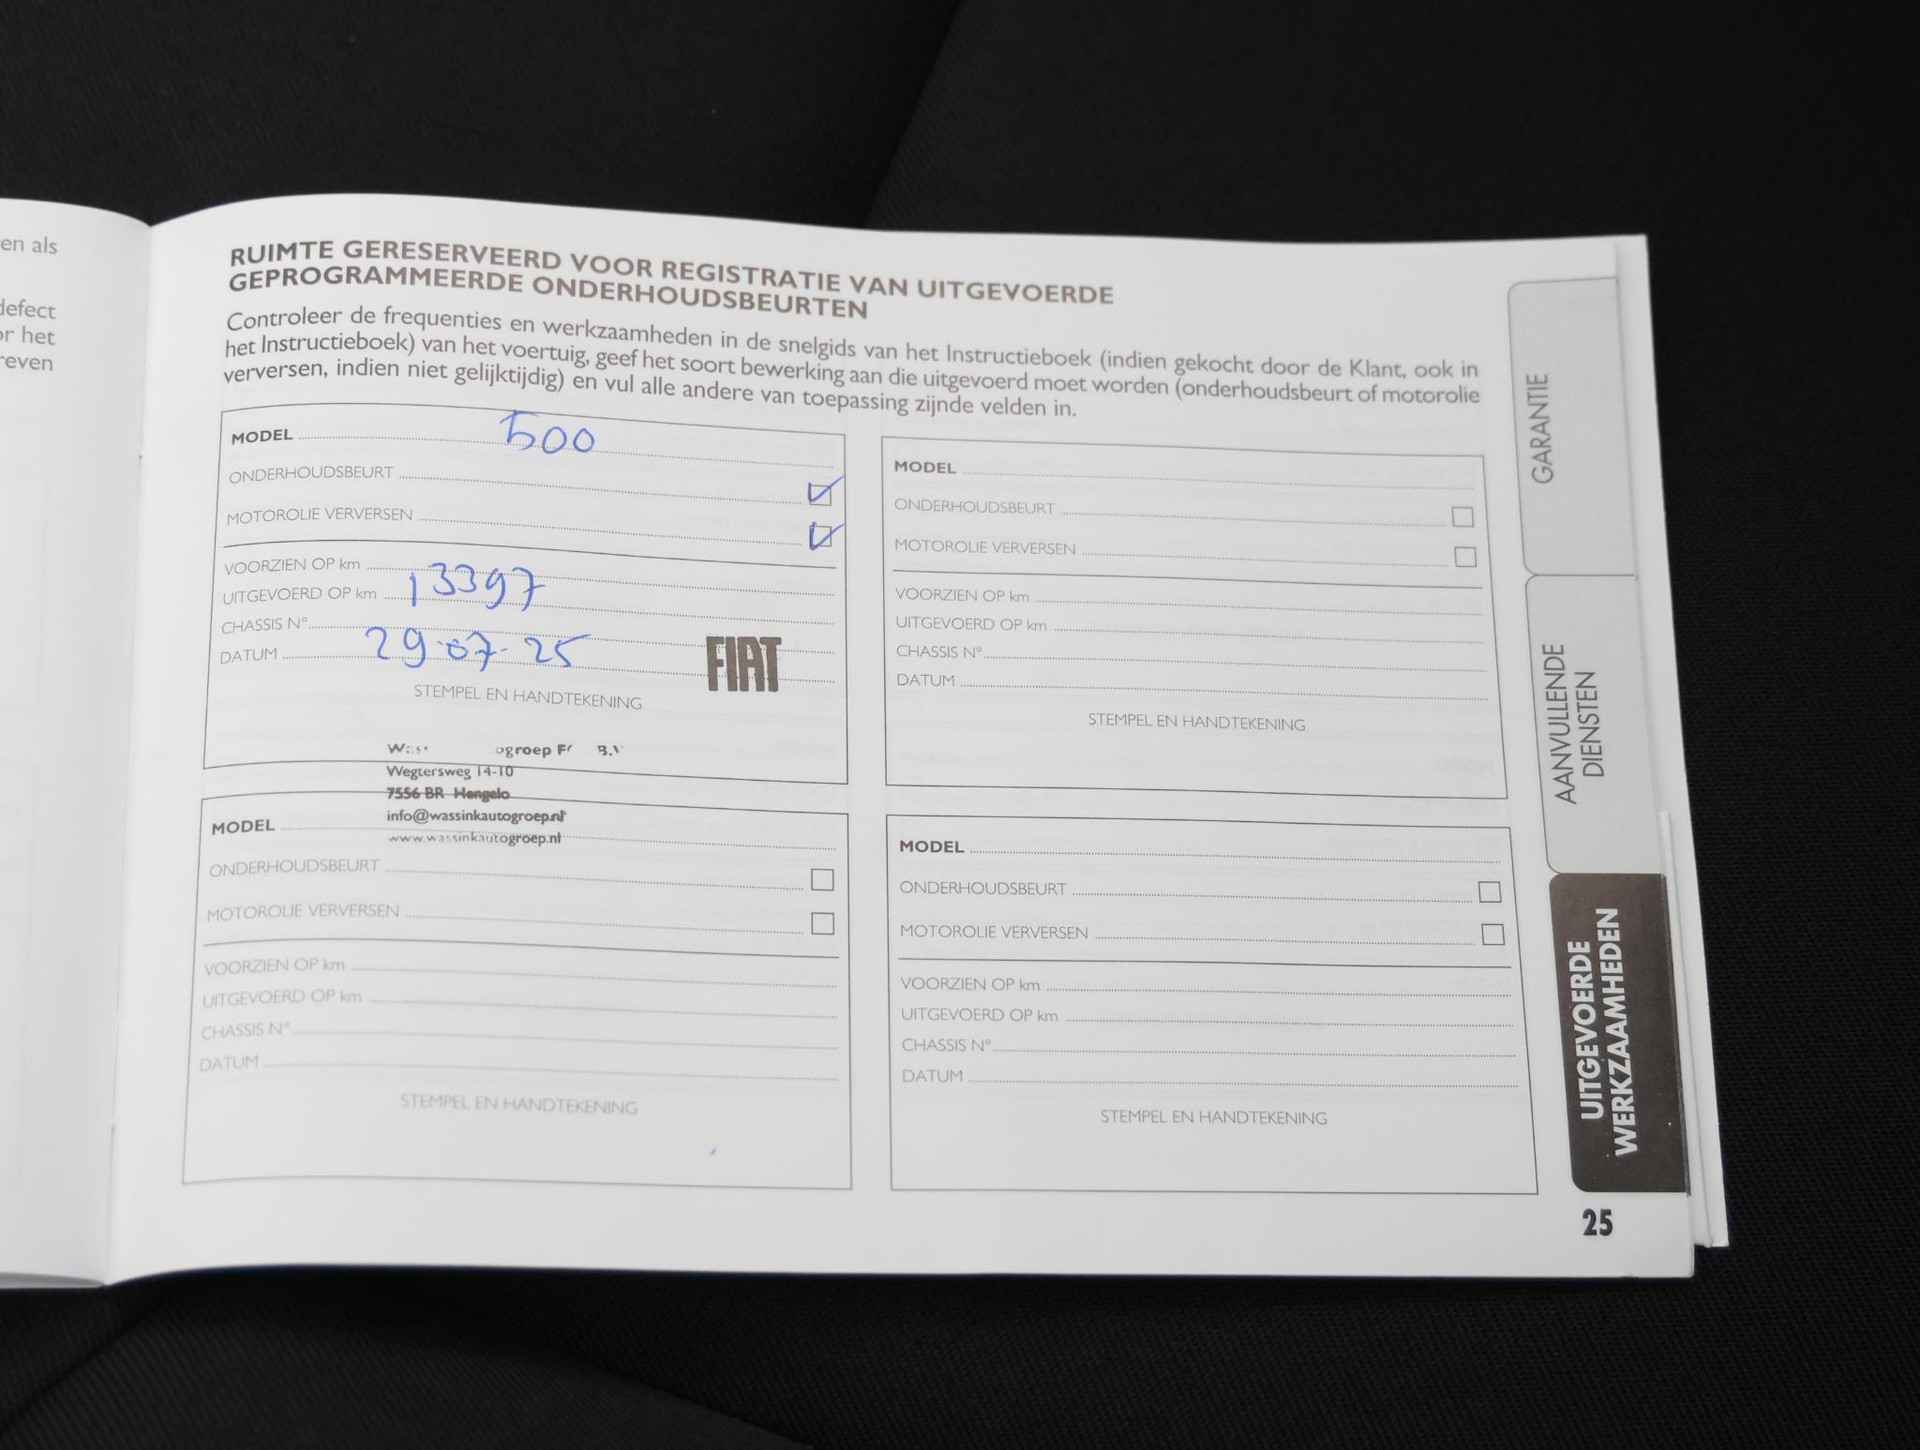 en als
defect
or het
reven
RUIMTE GERESERVEERD VOOR REGISTRATIE VAN UITGEVOERDE
GEPROGRAMMEERDE ONDERHOUDSBEURTEN
Controleer de frequenties en werkzaamheden in de snelgids van het Instructieboek (indien gekocht door de Klant, ook in
het Instructieboek) van het voertuig, geef het soort bewerking aan die uitgevoerd moet worden (onderhoudsbeurt of motorolie
verversen, indien niet gelijktijdig) en vul alle andere van toepassing zijnde velden in.
MODEL 500
ONDERHOUDSBEURT
MOTOROLIE VERVERSEN
VOORZIEN OP km
UITGEVOERD OP km 13397
CHASSIS N°
DATUM 29-07-25
FIAT
STEMPEL EN HANDTEKENING
ogroep B.V
Wegtersweg 14-10
7556 BR Hengelo
info@wassinkautogroep.nl
www.wassinkautogroep.nl
MODEL
ONDERHOUDSBEURT
MOTOROLIE VERVERSEN
VOORZIEN OP km
UITGEVOERD OP km
CHASSIS N°
DATUM
STEMPEL EN HANDTEKENING
MODEL
ONDERHOUDSBEURT
MOTOROLIE VERVERSEN
VOORZIEN OP km
UITGEVOERD OP km
CHASSIS N°
DATUM
STEMPEL EN HANDTEKENING
MODEL
ONDERHOUDSBEURT
MOTOROLIE VERVERSEN
VOORZIEN OP km
UITGEVOERD OP km
CHASSIS N°
DATUM
STEMPEL EN HANDTEKENING
GARANTIE
AANVULLENDE
DIENSTEN
UITGEVOERDE
WERKZAAMHEDEN
25